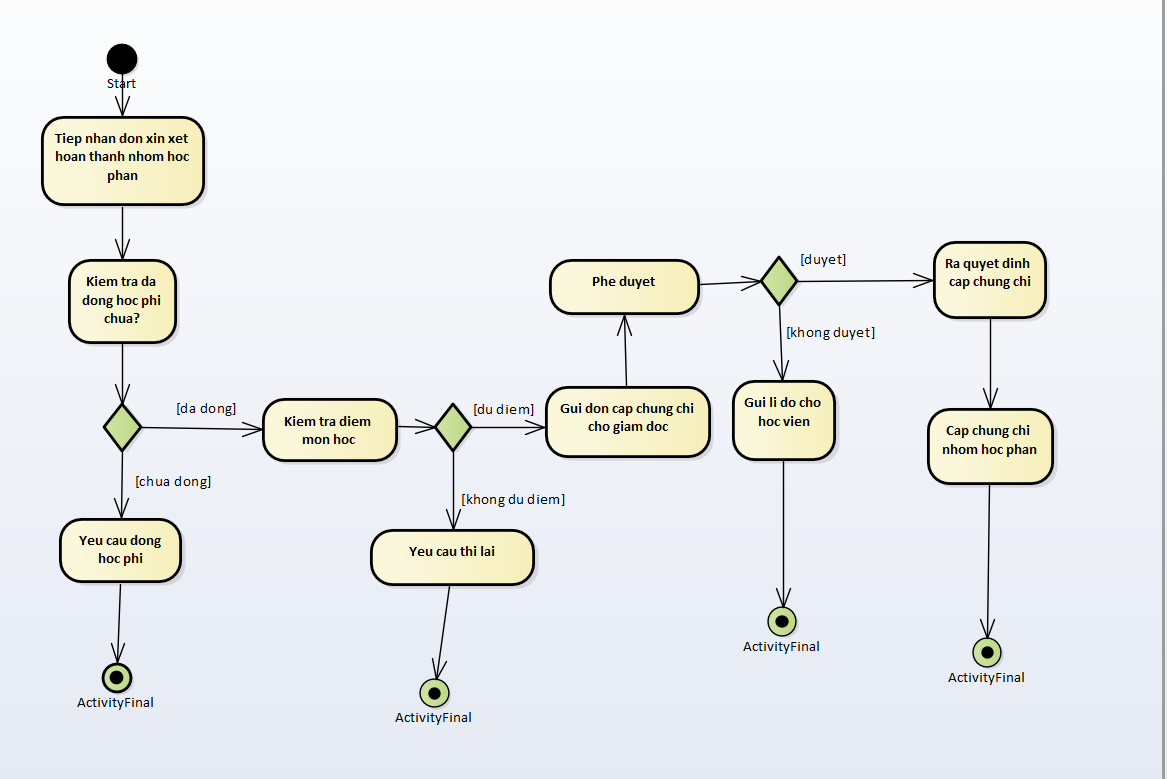 Start
Tiep nhan don xin xet
hoan thanh nhom hoc
phan
Kiem tra da
dong hoc phi
chua?
[da dong]
[chua dong]
Yeu cau dong
hoc phi
ActivityFinal
Kiem tra diem
mon hoc
[du diem]
[khong du diem]
Yeu cau thi lai
ActivityFinal
Gui don cap chung chi
cho giam doc
Phe duyet
[duyet]
[khong duyet]
Gui li do cho
hoc vien
ActivityFinal
Ra quyet dinh
cap chung chi
Cap chung chi
nhom hoc phan
ActivityFinal